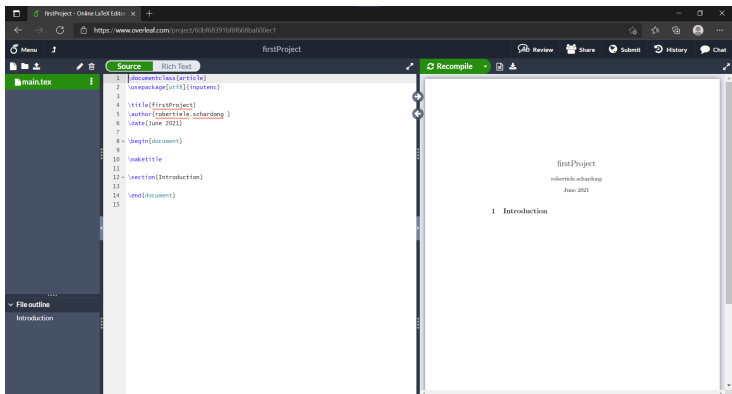 firstProject - Online LaTeX Editor
https://www.overleaf.com/project/60bf68391bf8f668ba600ec1
Menu firstProject Review Share Submit History Chat
Source Rich Text Recompile
main.tex
1 \documentclass{article}
2 \usepackage[utf8]{inputenc}
3
4 \title{firstProject}
5 \author{robertiele.schardong }
6 \date{June 2021}
7
8 \begin{document}
9
10 \maketitle
11
12 \section{Introduction}
13
14 \end{document}
15
File outline
Introduction
firstProject
robertiele.schardong
June 2021
1 Introduction